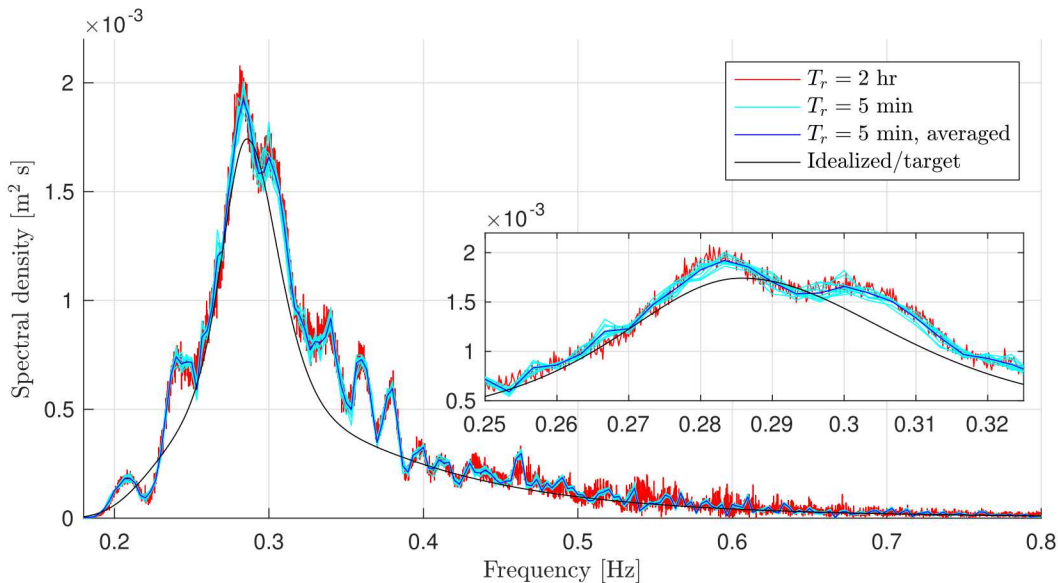 ×10⁻³
2
1.5
1
0.5
0
Spectral density [m² s]
0.2 0.3 0.4 0.5 0.6 0.7 0.8
Frequency [Hz]
T_r = 2 hr
T_r = 5 min
T_r = 5 min, averaged
Idealized/target
×10⁻³
2
1.5
1
0.5
0.25 0.26 0.27 0.28 0.29 0.3 0.31 0.32